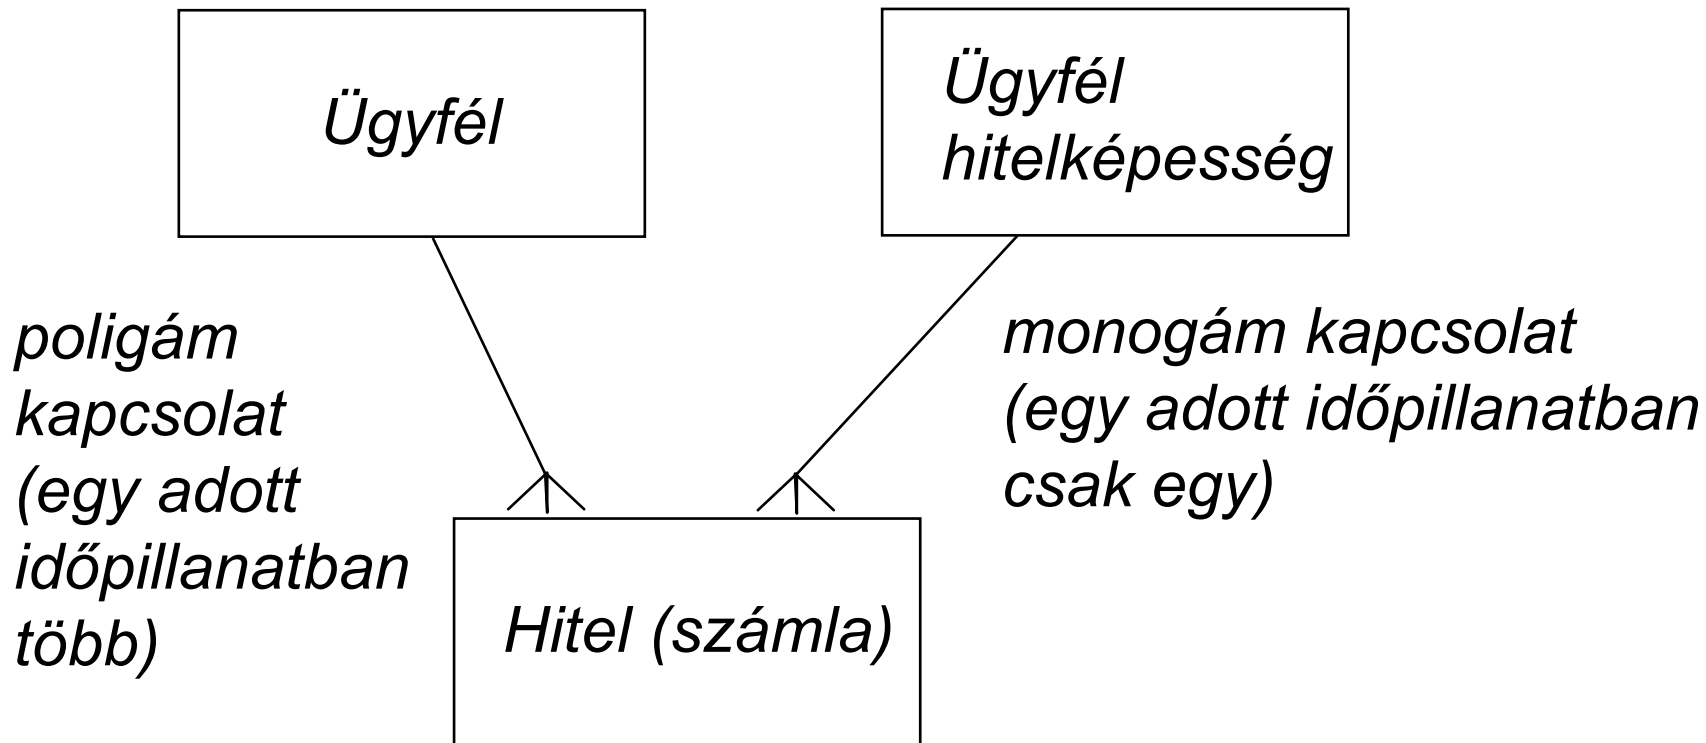 Ügyfél
Ügyfél
hitelképesség
poligám
kapcsolat
(egy adott
időpillanatban
több)
monogám kapcsolat
(egy adott időpillanatban
csak egy)
Hitel (számla)